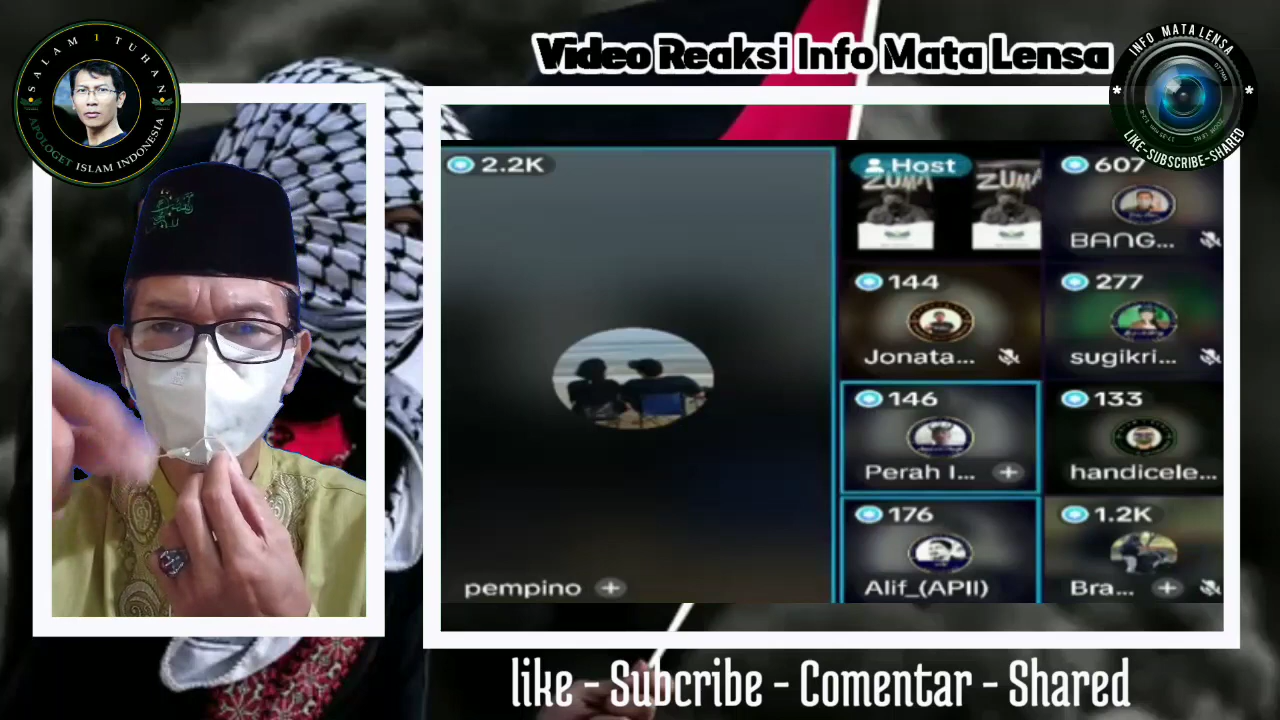 Video Reaksi Info Mata Lensa
SALAM 1 TUHAN
APOLOGET ISLAM INDONESIA
INFO MATA LENSA
LIKE-SUBSCRIBE-SHARED
2.2K
Host
ZUMA
607
BANG...
144
Jonata...
277
sugikri...
146
Perah I...
133
handicele...
176
Alif_(APII)
1.2K
Bra...
pempino
like - Subcribe - Comentar - Shared